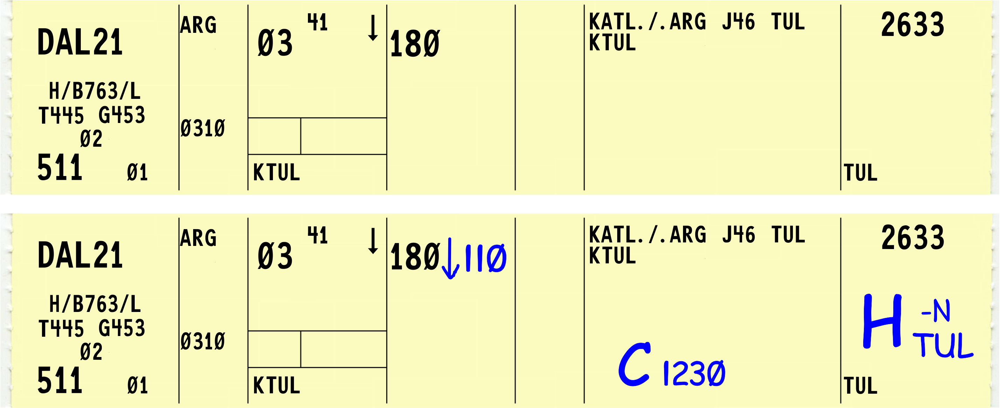 DAL21
H/B763/L
T445 G453
Ø2
511 Ø1
ARG
Ø31Ø
Ø3 41 ↓
KTUL
18Ø
KATL./.ARG J46 TUL
KTUL
2633
TUL
DAL21
H/B763/L
T445 G453
Ø2
511 Ø1
ARG
Ø31Ø
Ø3 41 ↓
KTUL
18Ø ↓ 11Ø
KATL./.ARG J46 TUL
KTUL
C 123Ø
2633
H -N
TUL
TUL